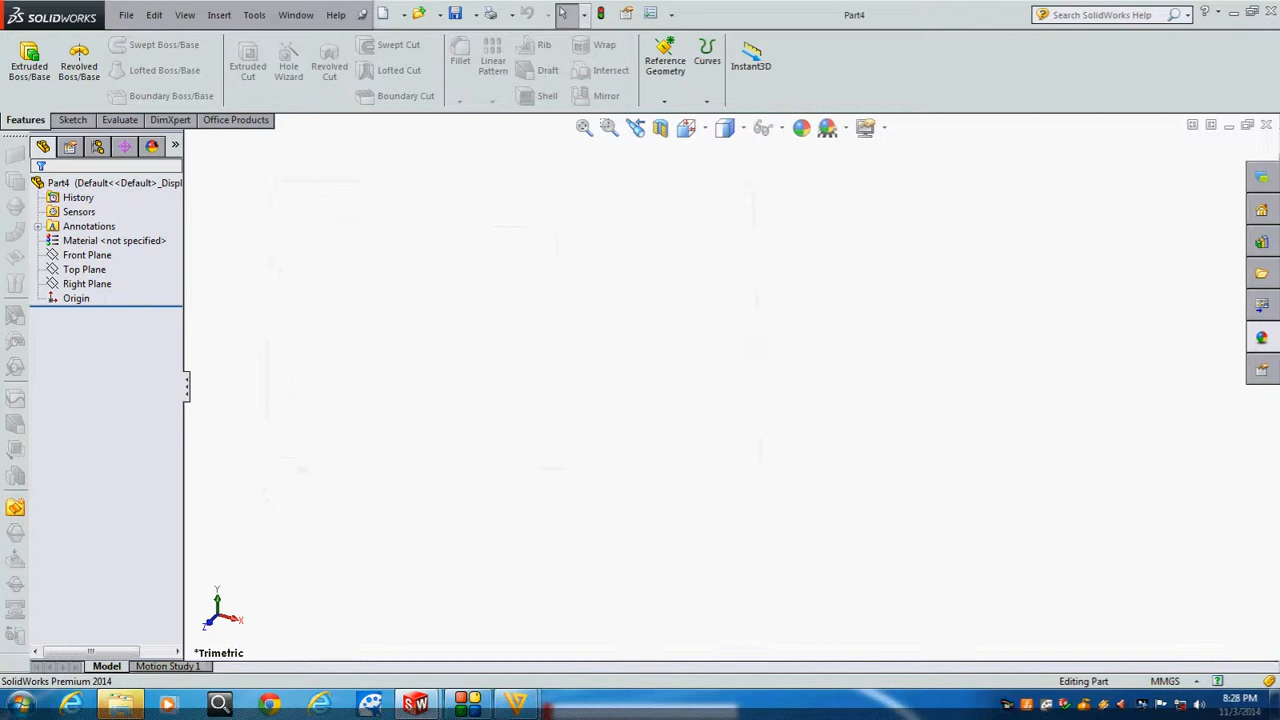 SOLIDWORKS File Edit View Insert Tools Window Help Part4 Search SolidWorks Help
Extruded Boss/Base
Revolved Boss/Base
Swept Boss/Base
Lofted Boss/Base
Boundary Boss/Base
Extruded Cut
Hole Wizard
Revolved Cut
Swept Cut
Lofted Cut
Boundary Cut
Fillet
Linear Pattern
Rib
Draft
Shell
Wrap
Intersect
Mirror
Reference Geometry
Curves
Instant3D
Features Sketch Evaluate DimXpert Office Products
Part4 (Default<<Default>_Displ
History
Sensors
Annotations
Material <not specified>
Front Plane
Top Plane
Right Plane
Origin
Y
X
Z
*Trimetric
Model Motion Study 1
SolidWorks Premium 2014 Editing Part MMGS
8:28 PM
11/3/2014